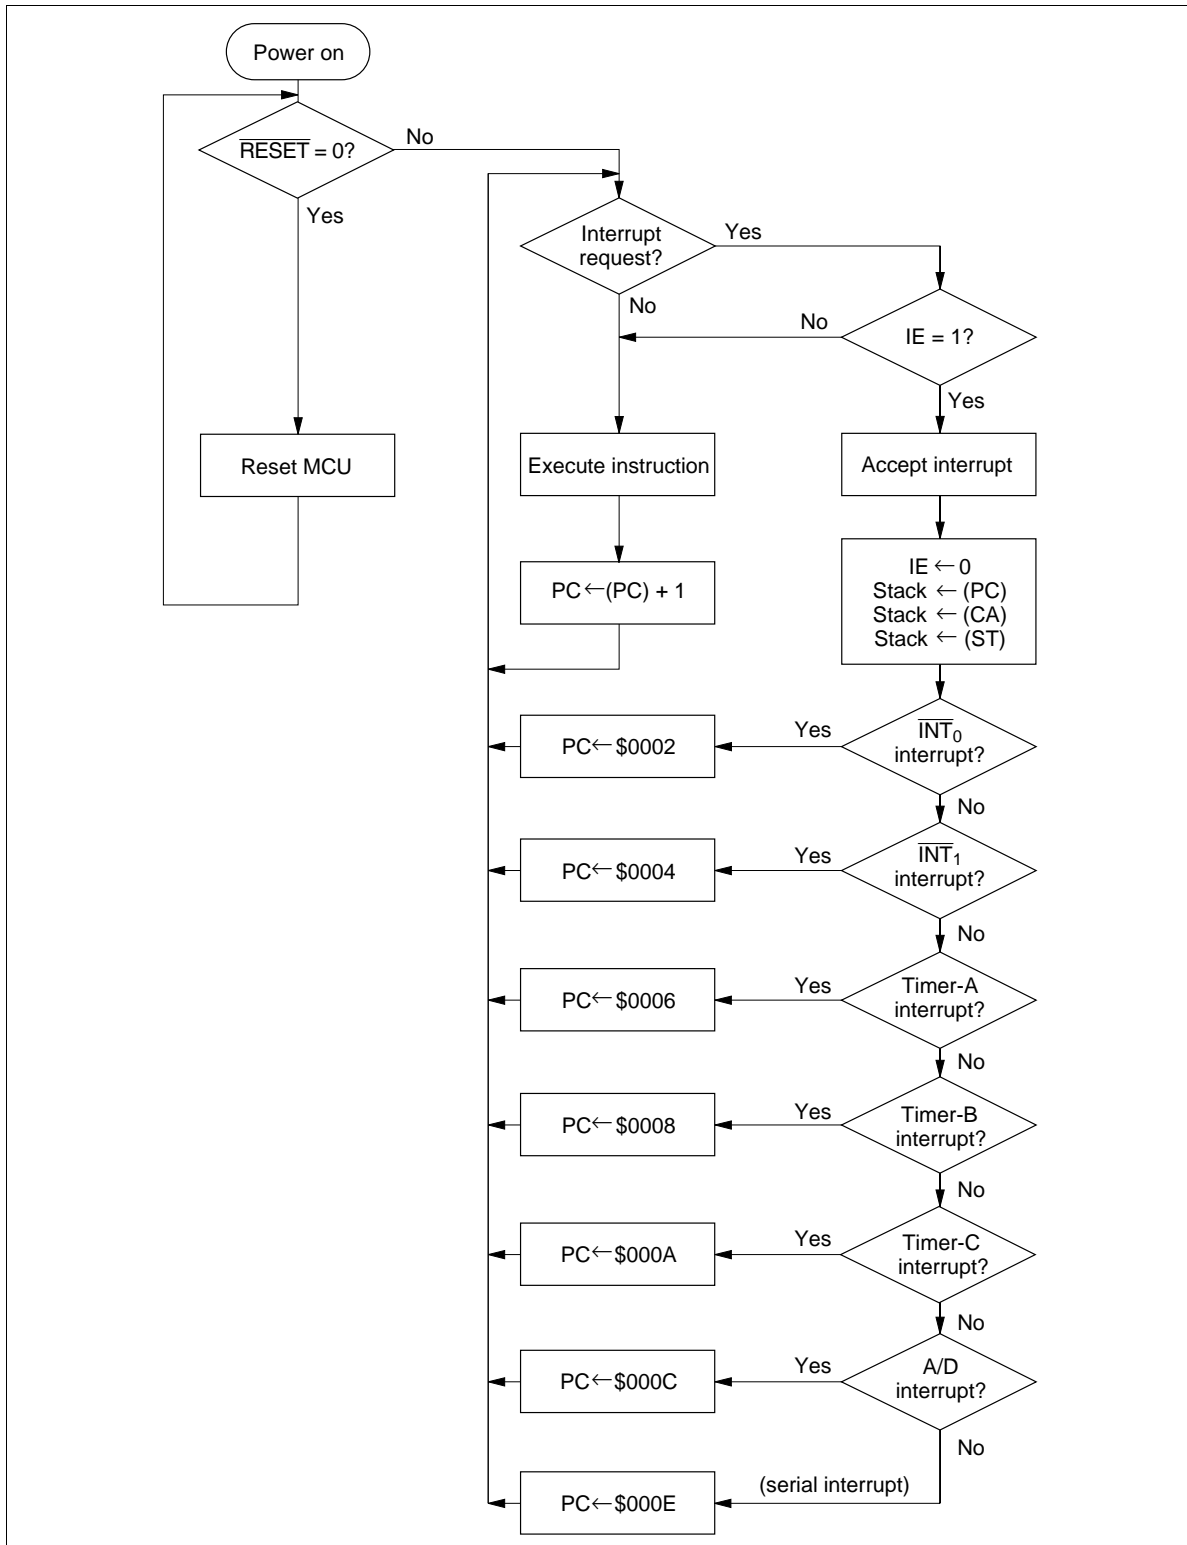 Power on
R̅E̅S̅E̅T̅ = 0?
No
Yes
Interrupt
request?
Yes
No
No
IE = 1?
Yes
Reset MCU
Execute instruction
Accept interrupt
PC←(PC) + 1
IE ← 0
Stack ← (PC)
Stack ← (CA)
Stack ← (ST)
PC← $0002
Yes
I̅N̅T̅₀
interrupt?
No
PC← $0004
Yes
I̅N̅T̅₁
interrupt?
No
PC← $0006
Yes
Timer-A
interrupt?
No
PC← $0008
Yes
Timer-B
interrupt?
No
PC← $000A
Yes
Timer-C
interrupt?
No
PC← $000C
Yes
A/D
interrupt?
No
PC← $000E
(serial interrupt)